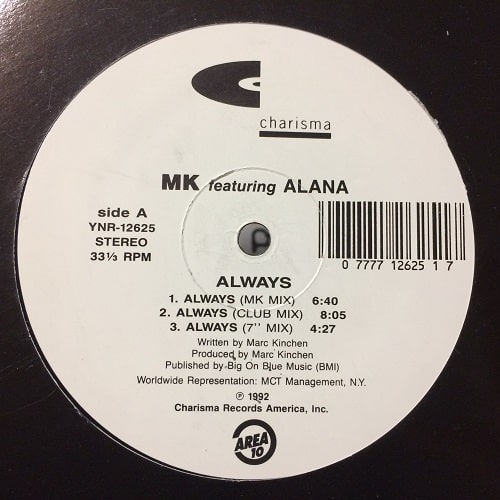 charisma
MK featuring ALANA
side A
YNR-12625
STEREO
33⅓ RPM
0 7777 12625 1 7
ALWAYS
1. ALWAYS (MK MIX) 6:40
2. ALWAYS (CLUB MIX) 8:05
3. ALWAYS (7'' MIX) 4:27
Written by Marc Kinchen
Produced by Marc Kinchen
Published by Big On Blue Music (BMI)
Worldwide Representation: MCT Management, N.Y.
℗ 1992
Charisma Records America, Inc.
AREA
10